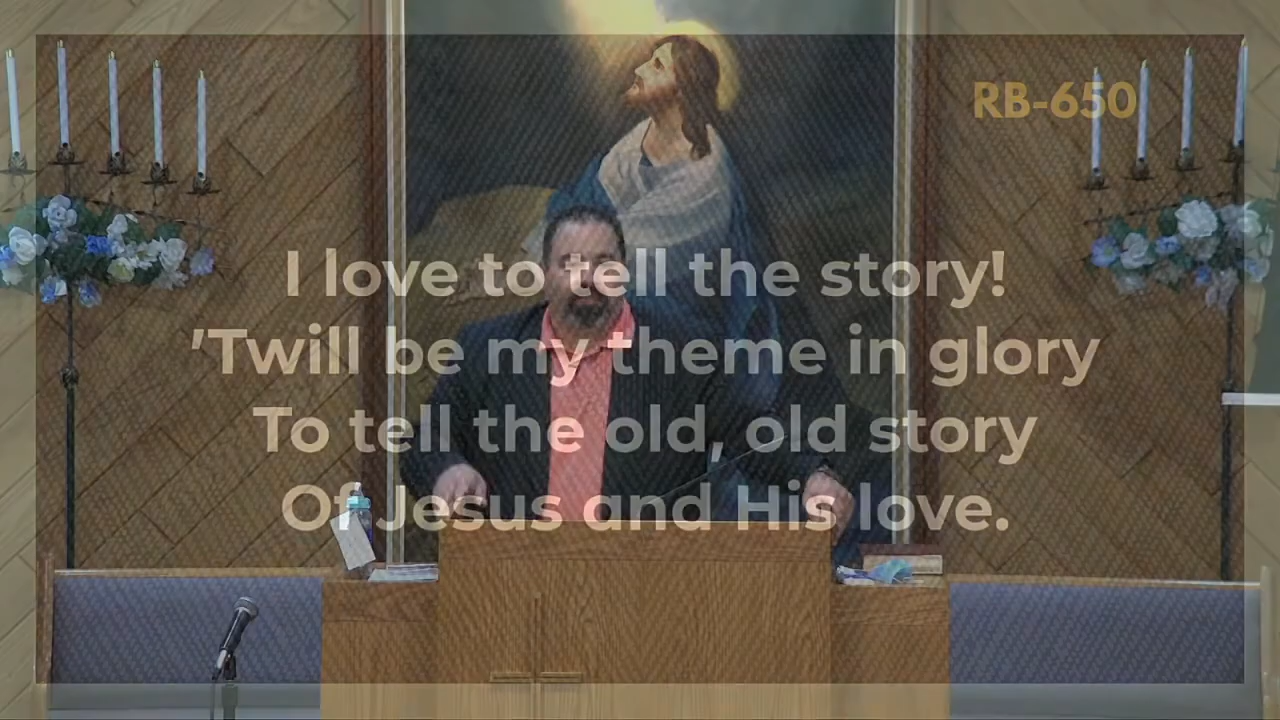 RB-650
I love to tell the story!
'Twill be my theme in glory
To tell the old, old story
Of Jesus and His love.